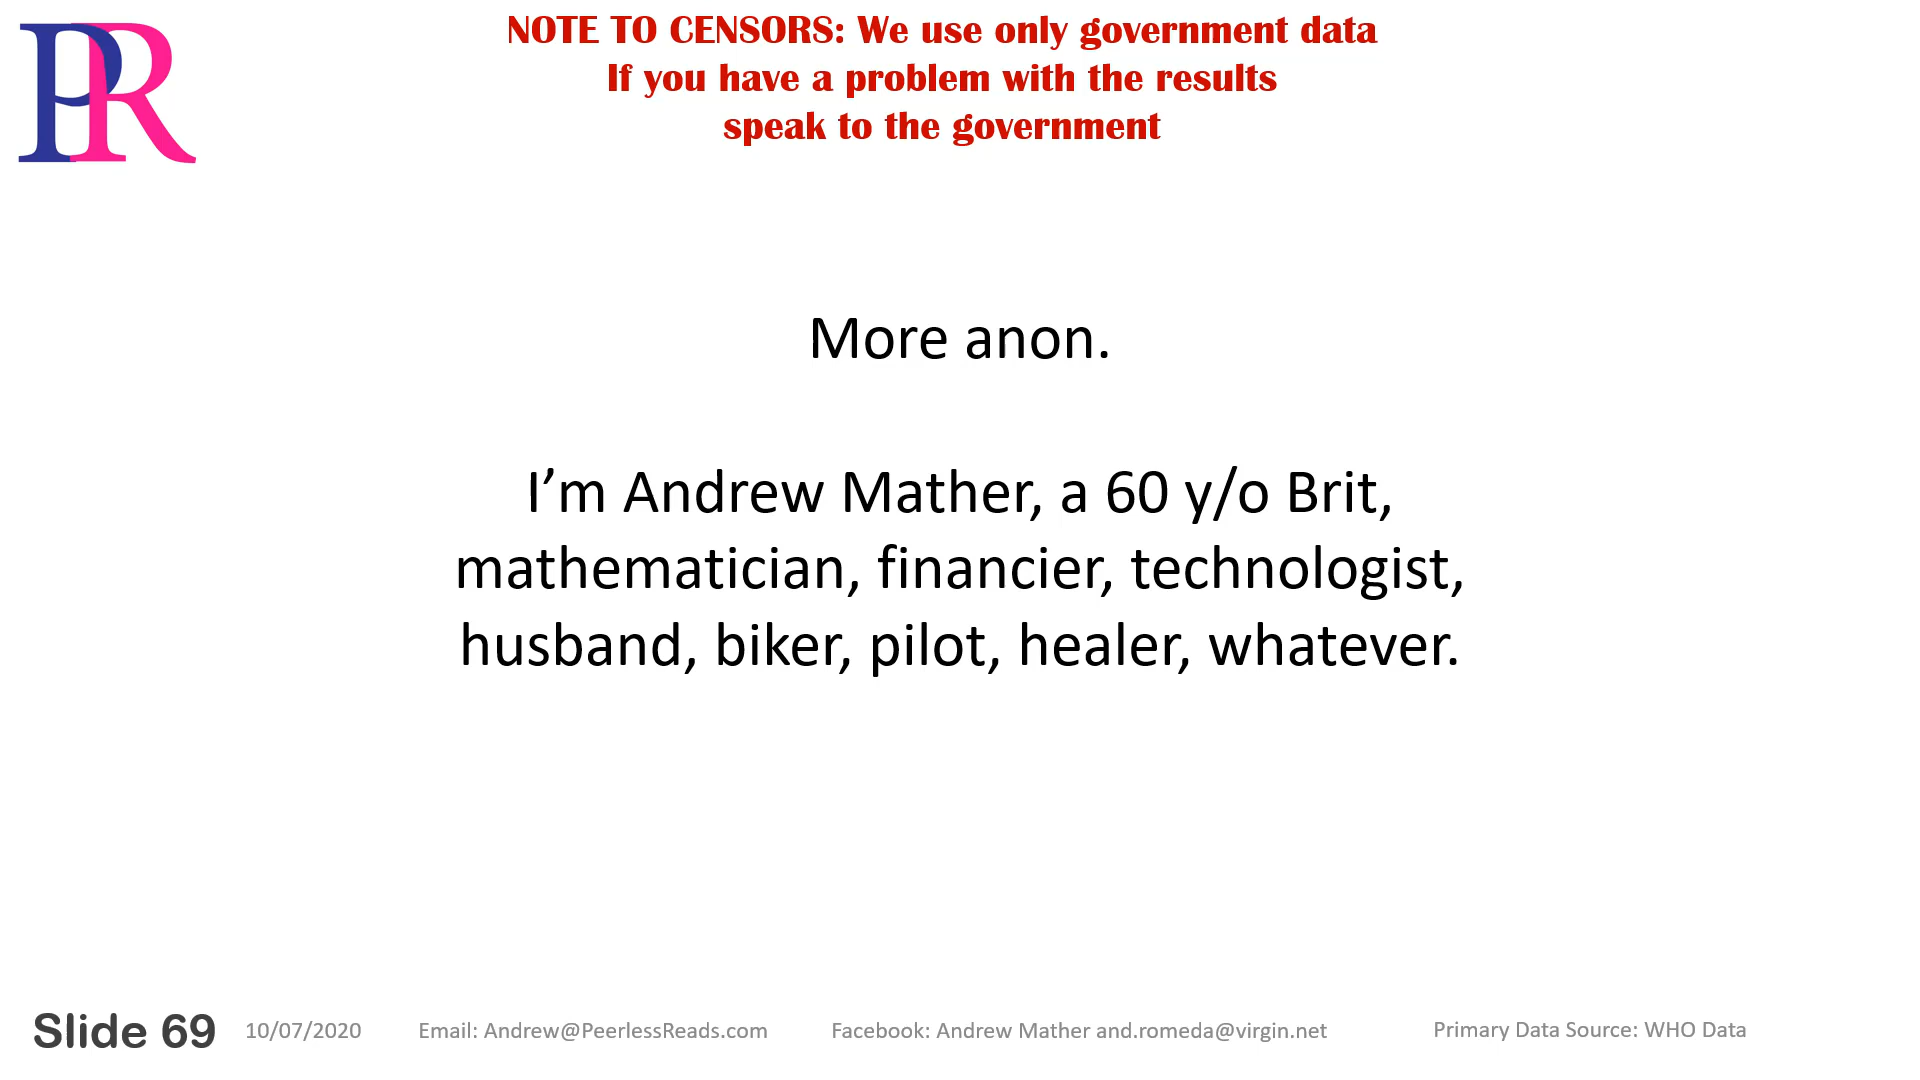 PR
NOTE TO CENSORS: We use only government data
If you have a problem with the results
speak to the government
More anon.
I’m Andrew Mather, a 60 y/o Brit,
mathematician, financier, technologist,
husband, biker, pilot, healer, whatever.
Slide 69 10/07/2020 Email: Andrew@PeerlessReads.com Facebook: Andrew Mather and.romeda@virgin.net Primary Data Source: WHO Data